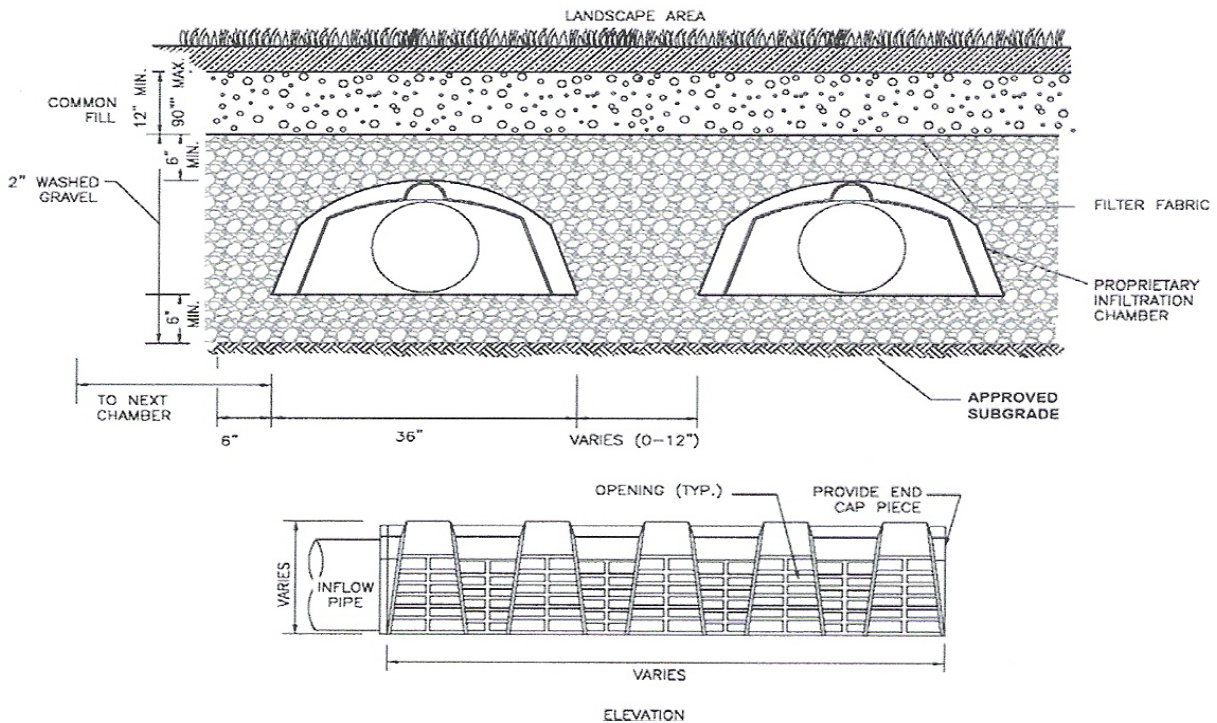 LANDSCAPE AREA
COMMON
FILL
12" MIN.
90"" MAX.
6"
MIN.
2" WASHED
GRAVEL
FILTER FABRIC
PROPRIETARY
INFILTRATION
CHAMBER
6"
MIN.
TO NEXT
CHAMBER
APPROVED
SUBGRADE
6"
36"
VARIES (0-12")
OPENING (TYP.)
PROVIDE END
CAP PIECE
VARIES
INFLOW
PIPE
VARIES
ELEVATION